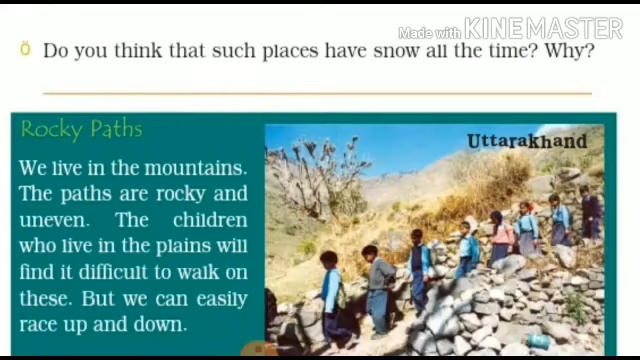 Made with KINEMASTER
Ö Do you think that such places have snow all the time? Why?
Rocky Paths
Uttarakhand
We live in the mountains.
The paths are rocky and
uneven. The children
who live in the plains will
find it difficult to walk on
these. But we can easily
race up and down.